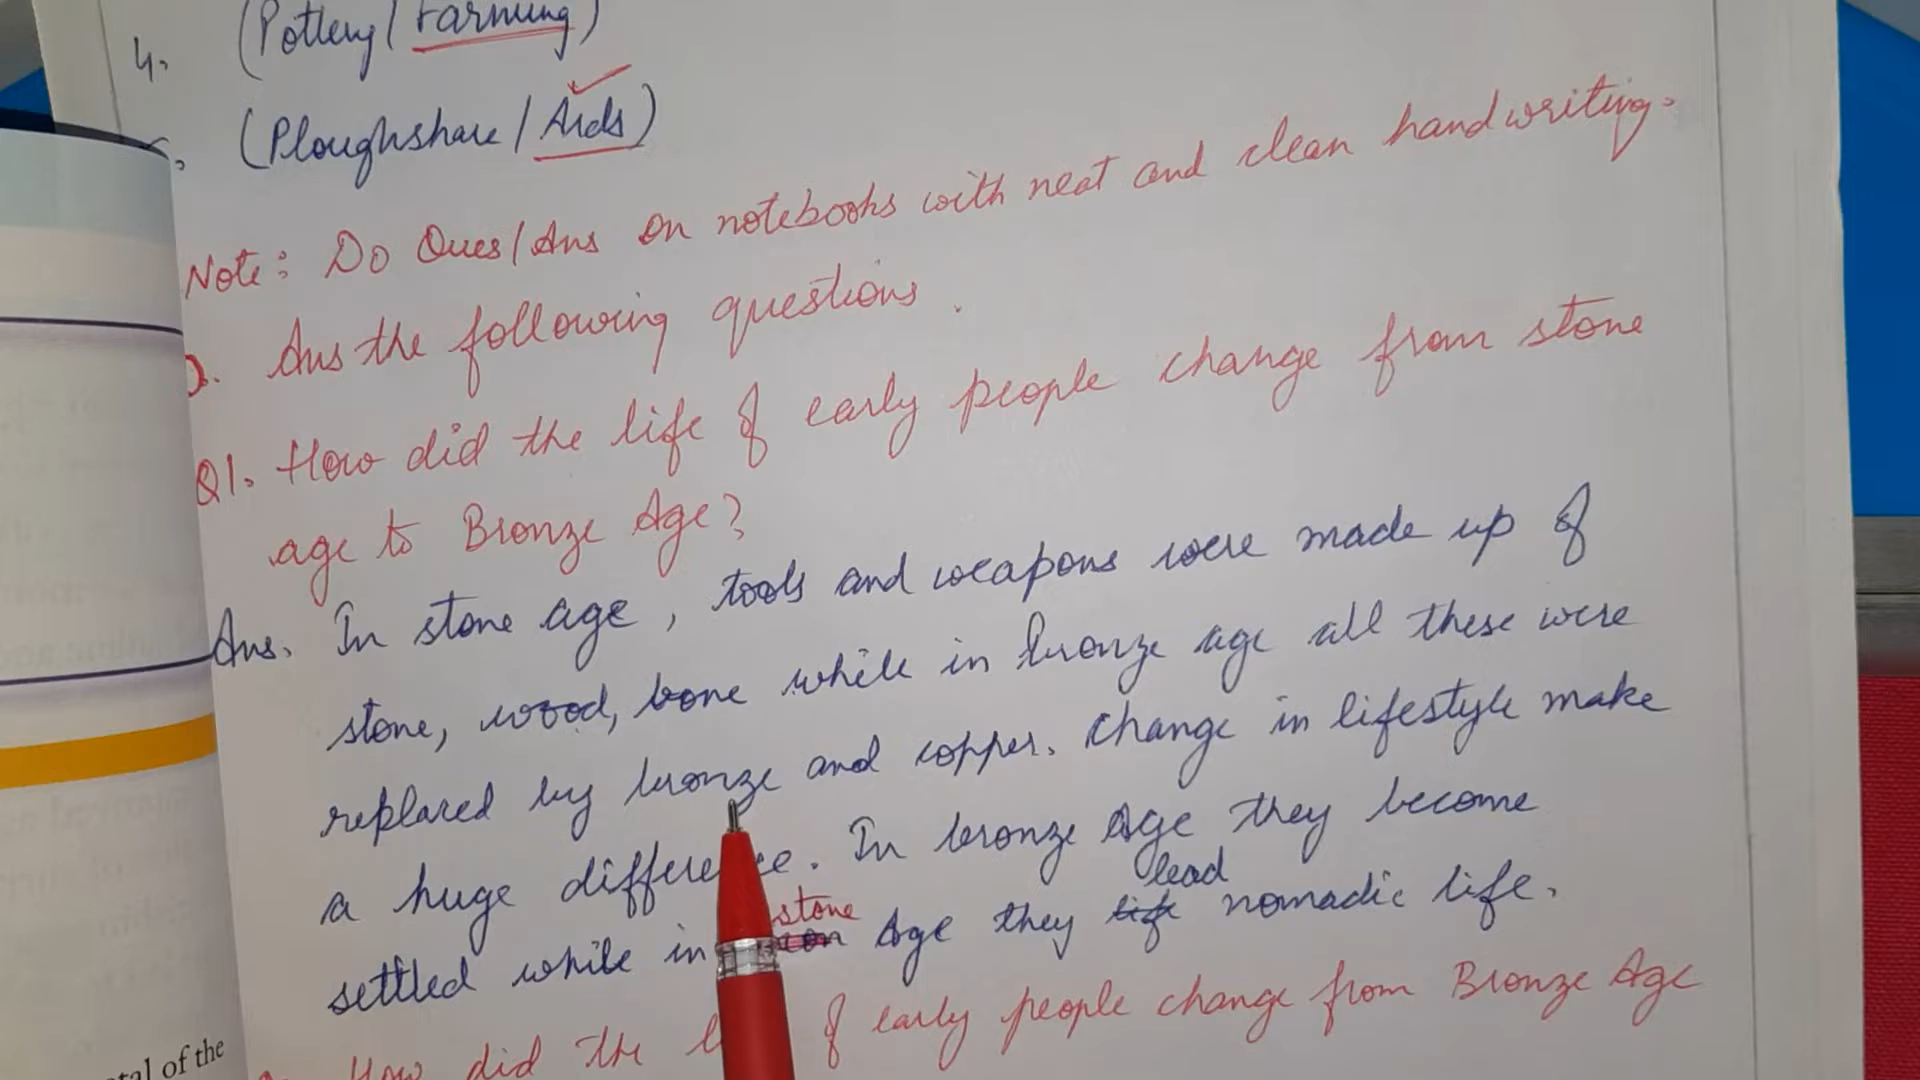 4. (Pottery/Farming)
(Ploughshare/Ards)
Note: Do Ques/Ans on notebooks with neat and clean handwriting.
D. Ans the following questions.
Q1. How did the life of early people change from stone
age to Bronze Age?
Ans. In stone age, tools and weapons were made up of
stone, wood, bone while in bronze age all these were
replaced by bronze and copper. Change in lifestyle make
a huge difference. In bronze Age they become
lead
settled while in stone Age they life nomadic life.
How did the of early people change from Bronze Age
tal of the